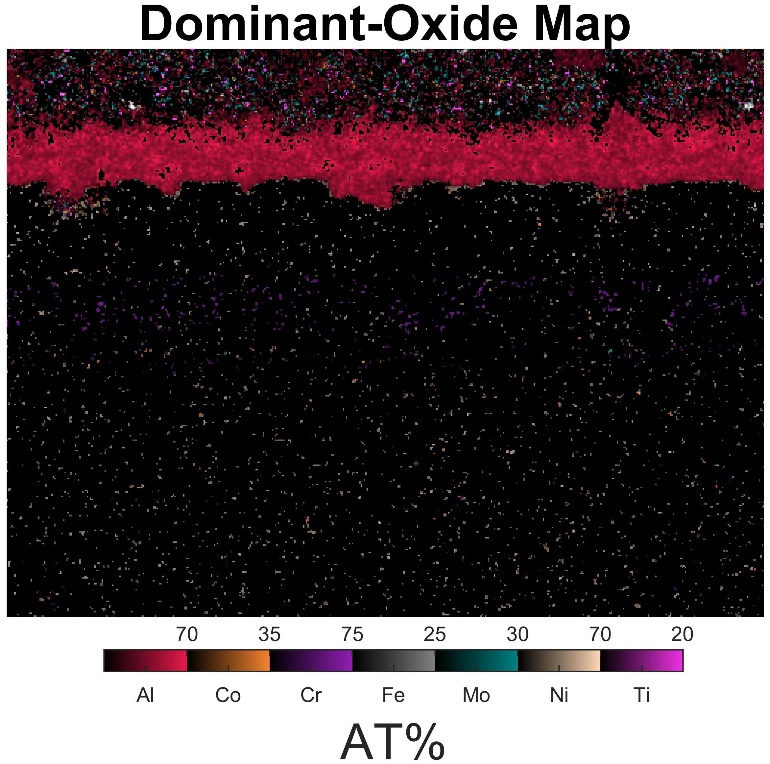 Dominant-Oxide Map
70 35 75 25 30 70 20
Al Co Cr Fe Mo Ni Ti
AT%